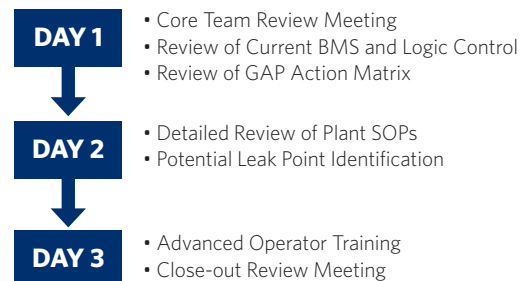 DAY 1
• Core Team Review Meeting
• Review of Current BMS and Logic Control
• Review of GAP Action Matrix
DAY 2
• Detailed Review of Plant SOPs
• Potential Leak Point Identification
DAY 3
• Advanced Operator Training
• Close-out Review Meeting